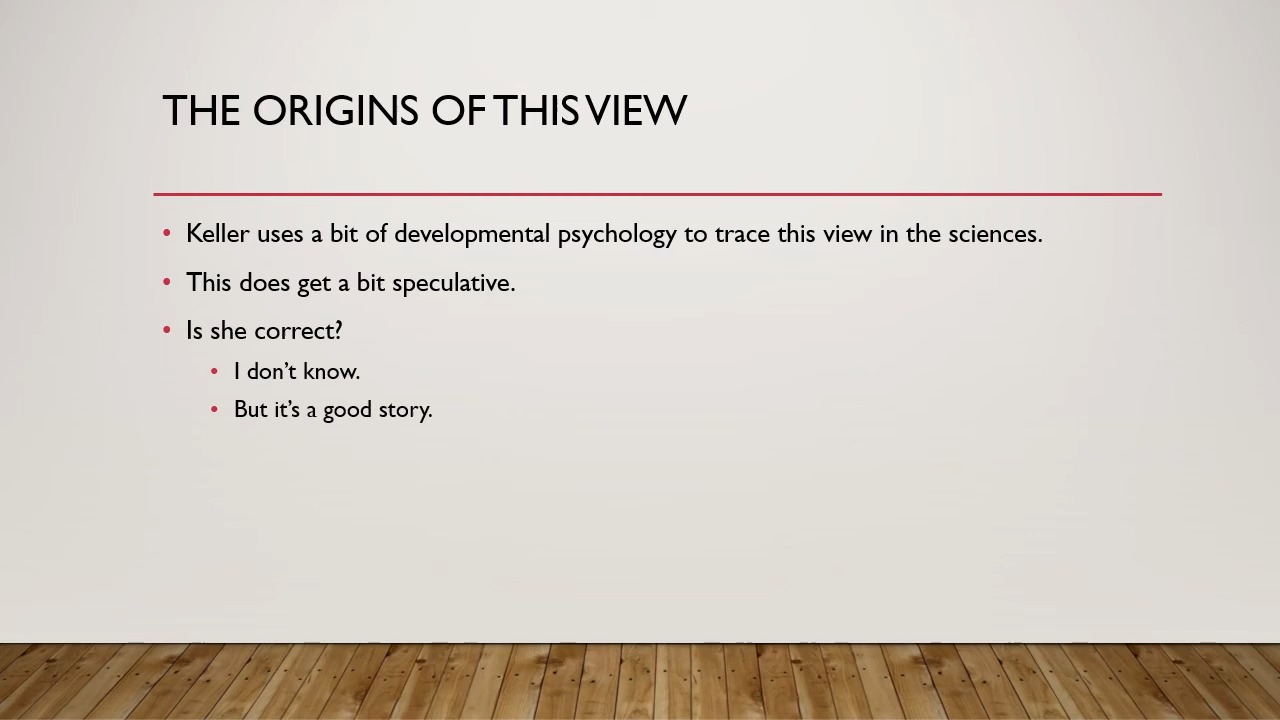 THE ORIGINS OF THIS VIEW
• Keller uses a bit of developmental psychology to trace this view in the sciences.
• This does get a bit speculative.
• Is she correct?
• I don’t know.
• But it’s a good story.